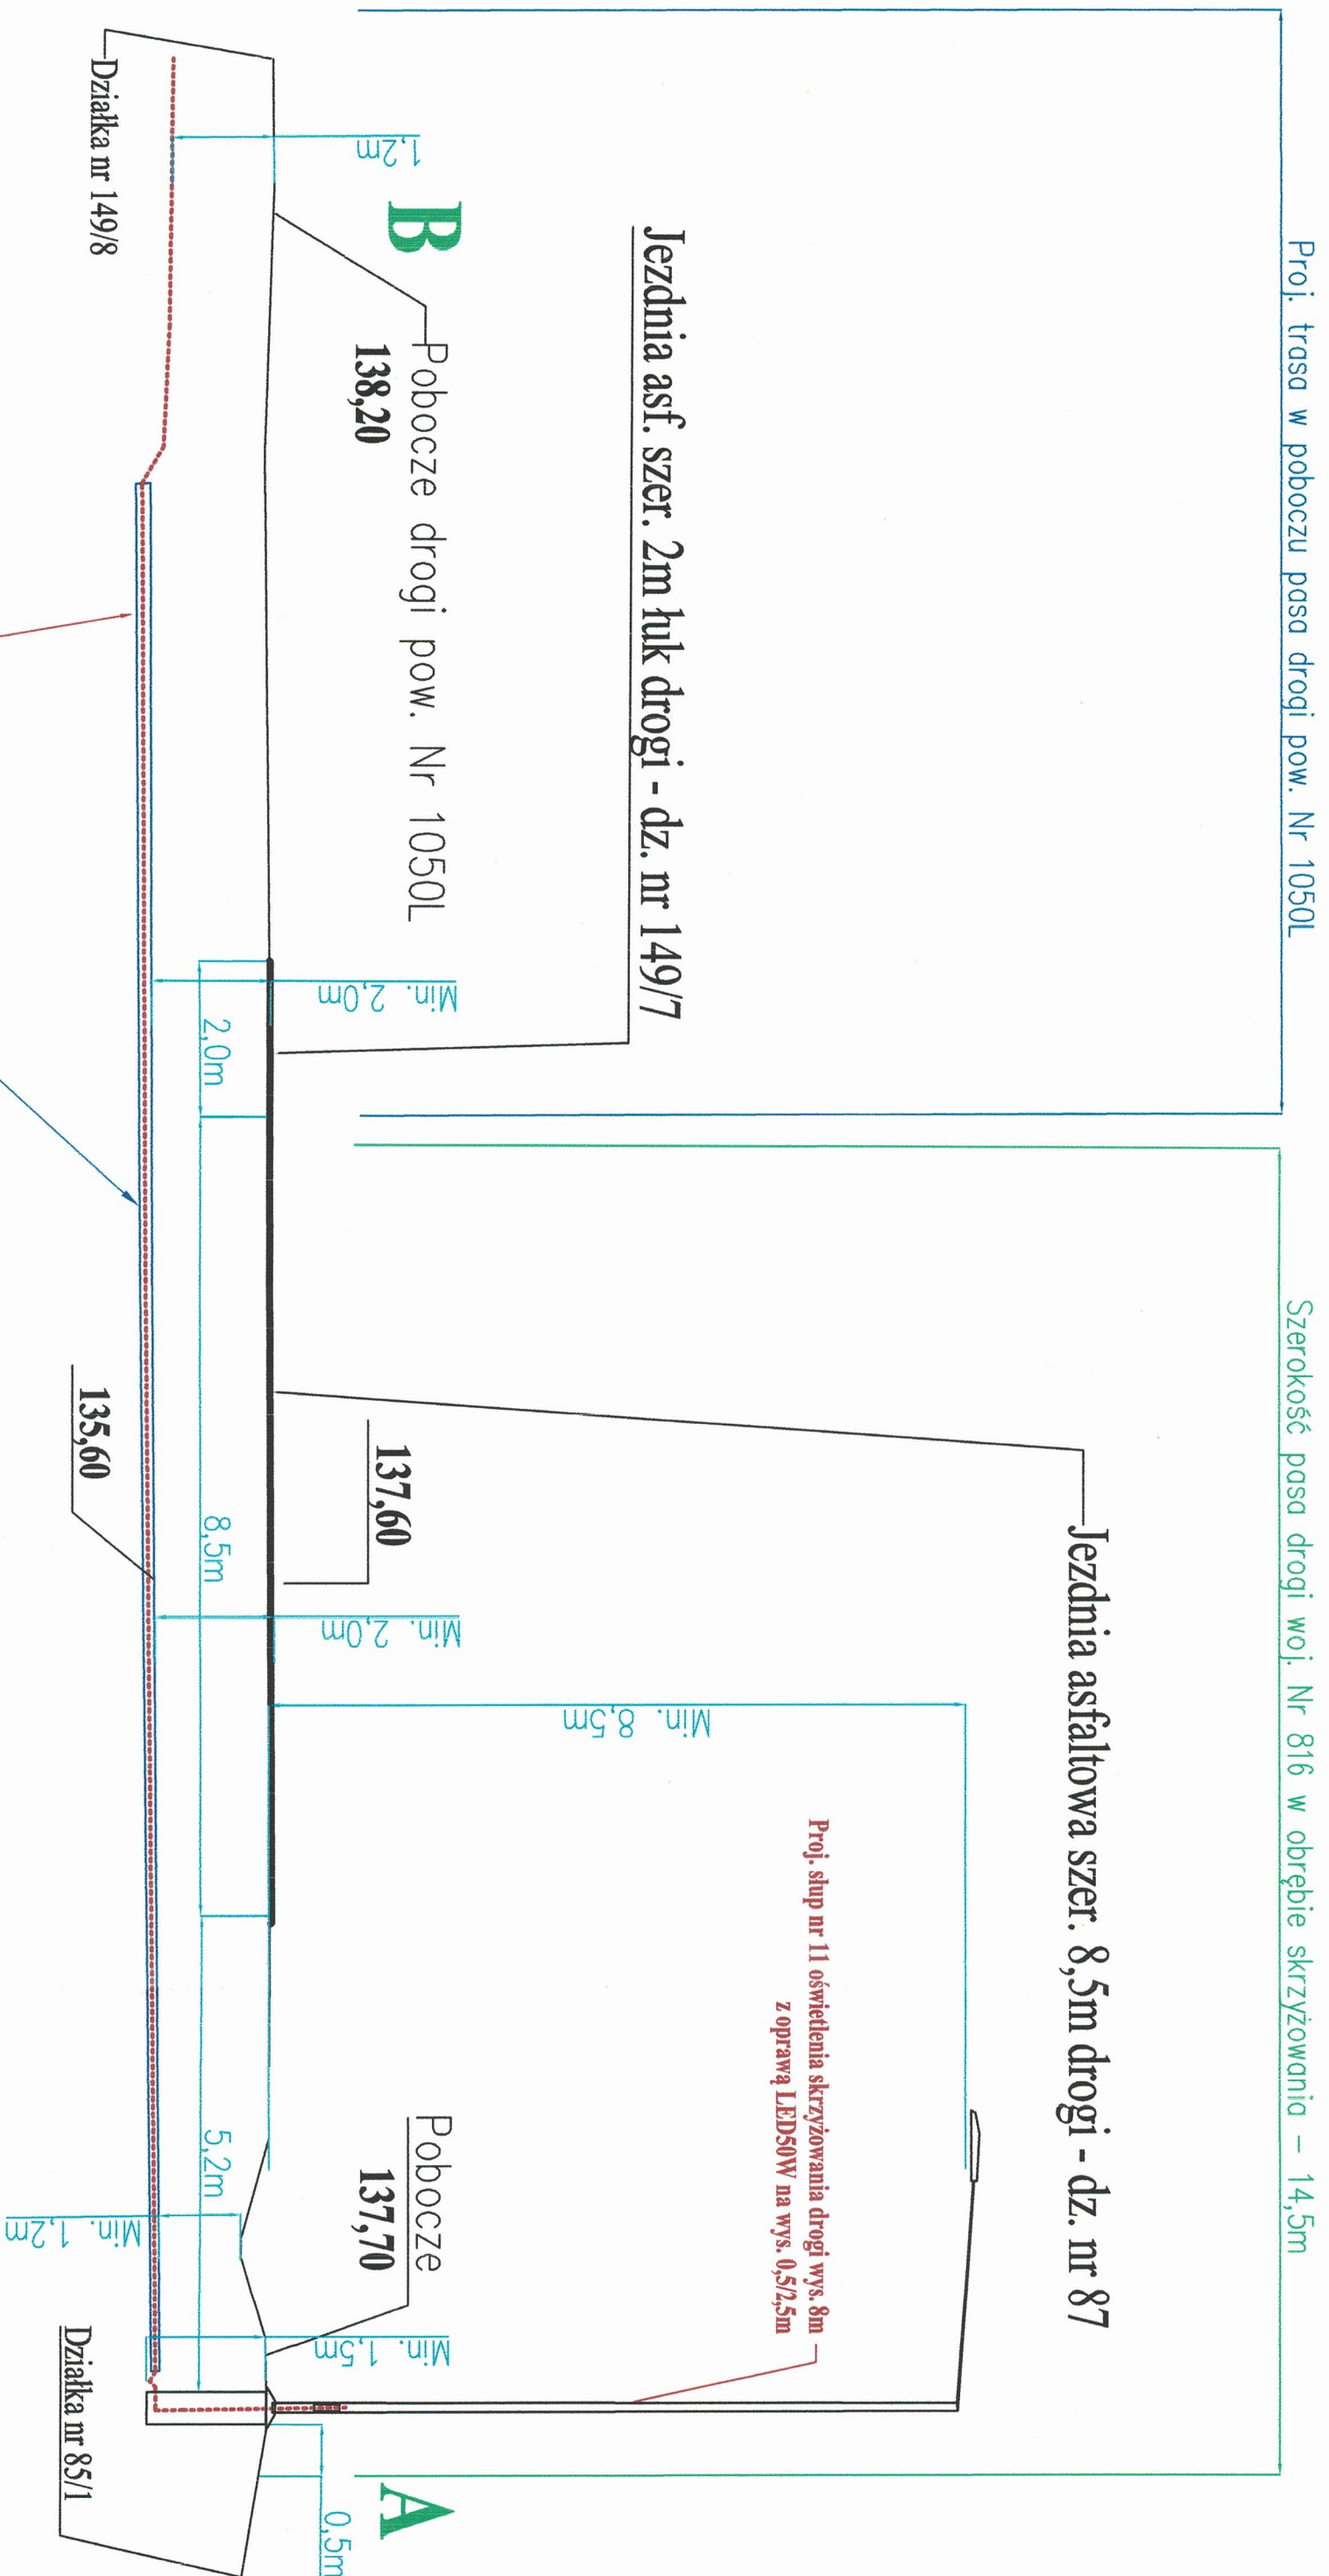 Proj. trasa w poboczu pasa drogi pow. Nr 1050L
Szerokość pasa drogi woj. Nr 816 w obrębie skrzyżowania – 14,5m
Jezdnia asfaltowa szer. 8,5m drogi - dz. nr 87
Proj. słup nr 11 oświetlenia skrzyżowania drogi wys. 8m
z oprawą LED50W na wys. 0,5/2,5m
Jezdnia asf. szer. 2m łuk drogi - dz. nr 149/7
Min. 8,5m
B
A
Pobocze drogi pow. Nr 1050L
138,20
Pobocze
137,70
137,60
1,2m
Min. 2,0m
Min. 2,0m
Min. 1,5m
0,5m
2,0m
8,5m
5,2m
Min. 1,2m
Działka nr 149/8
135,60
Działka nr 85/1